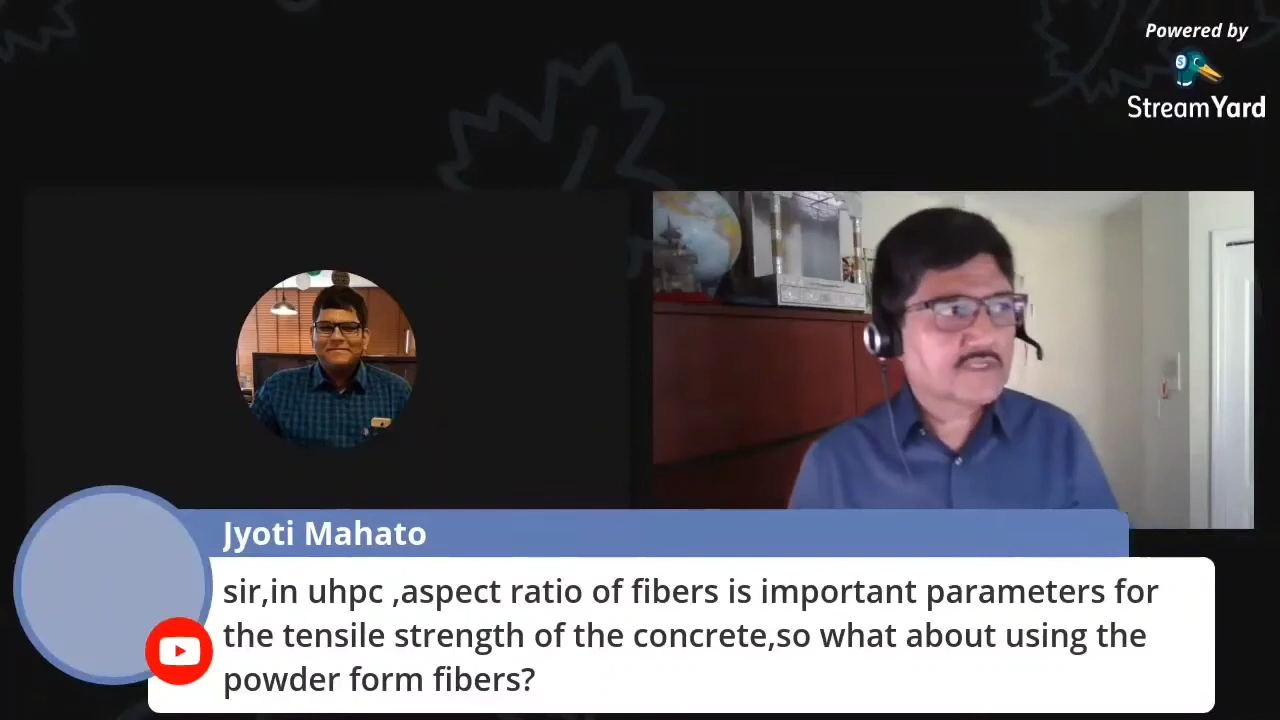 Powered by
StreamYard
Jyoti Mahato
sir,in uhpc ,aspect ratio of fibers is important parameters for
the tensile strength of the concrete,so what about using the
powder form fibers?